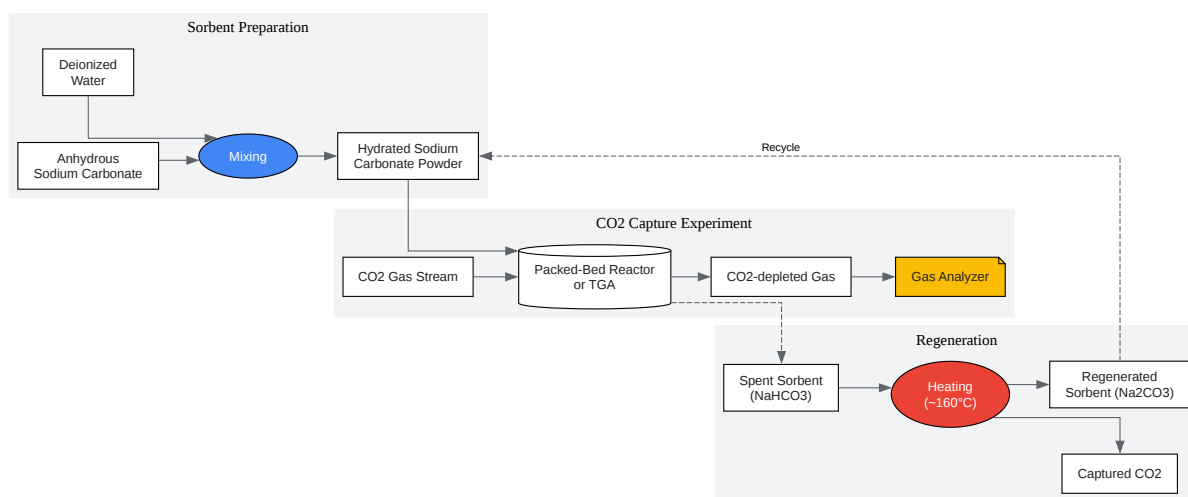 Sorbent Preparation
Deionized
Water
Anhydrous
Sodium Carbonate
Mixing
Hydrated Sodium
Carbonate Powder
Recycle
CO2 Capture Experiment
CO2 Gas Stream
Packed-Bed Reactor
or TGA
CO2-depleted Gas
Gas Analyzer
Regeneration
Spent Sorbent
(NaHCO3)
Heating
(~160°C)
Regenerated
Sorbent (Na2CO3)
Captured CO2